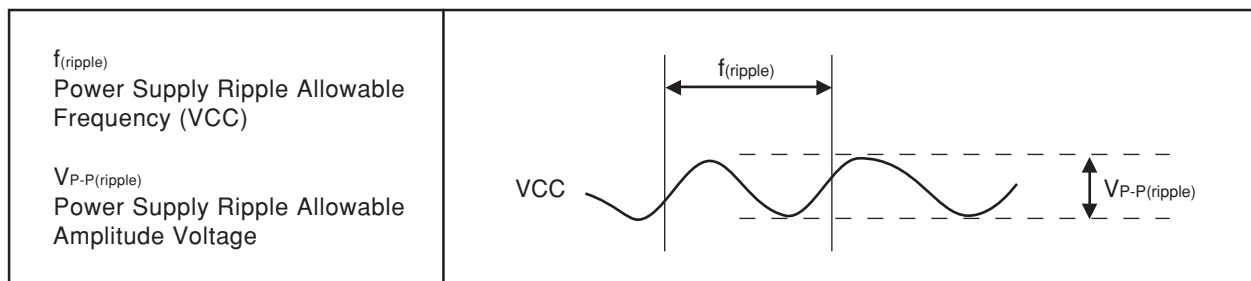 f(ripple)
Power Supply Ripple Allowable
Frequency (VCC)
VP-P(ripple)
Power Supply Ripple Allowable
Amplitude Voltage
f(ripple)
VCC
VP-P(ripple)